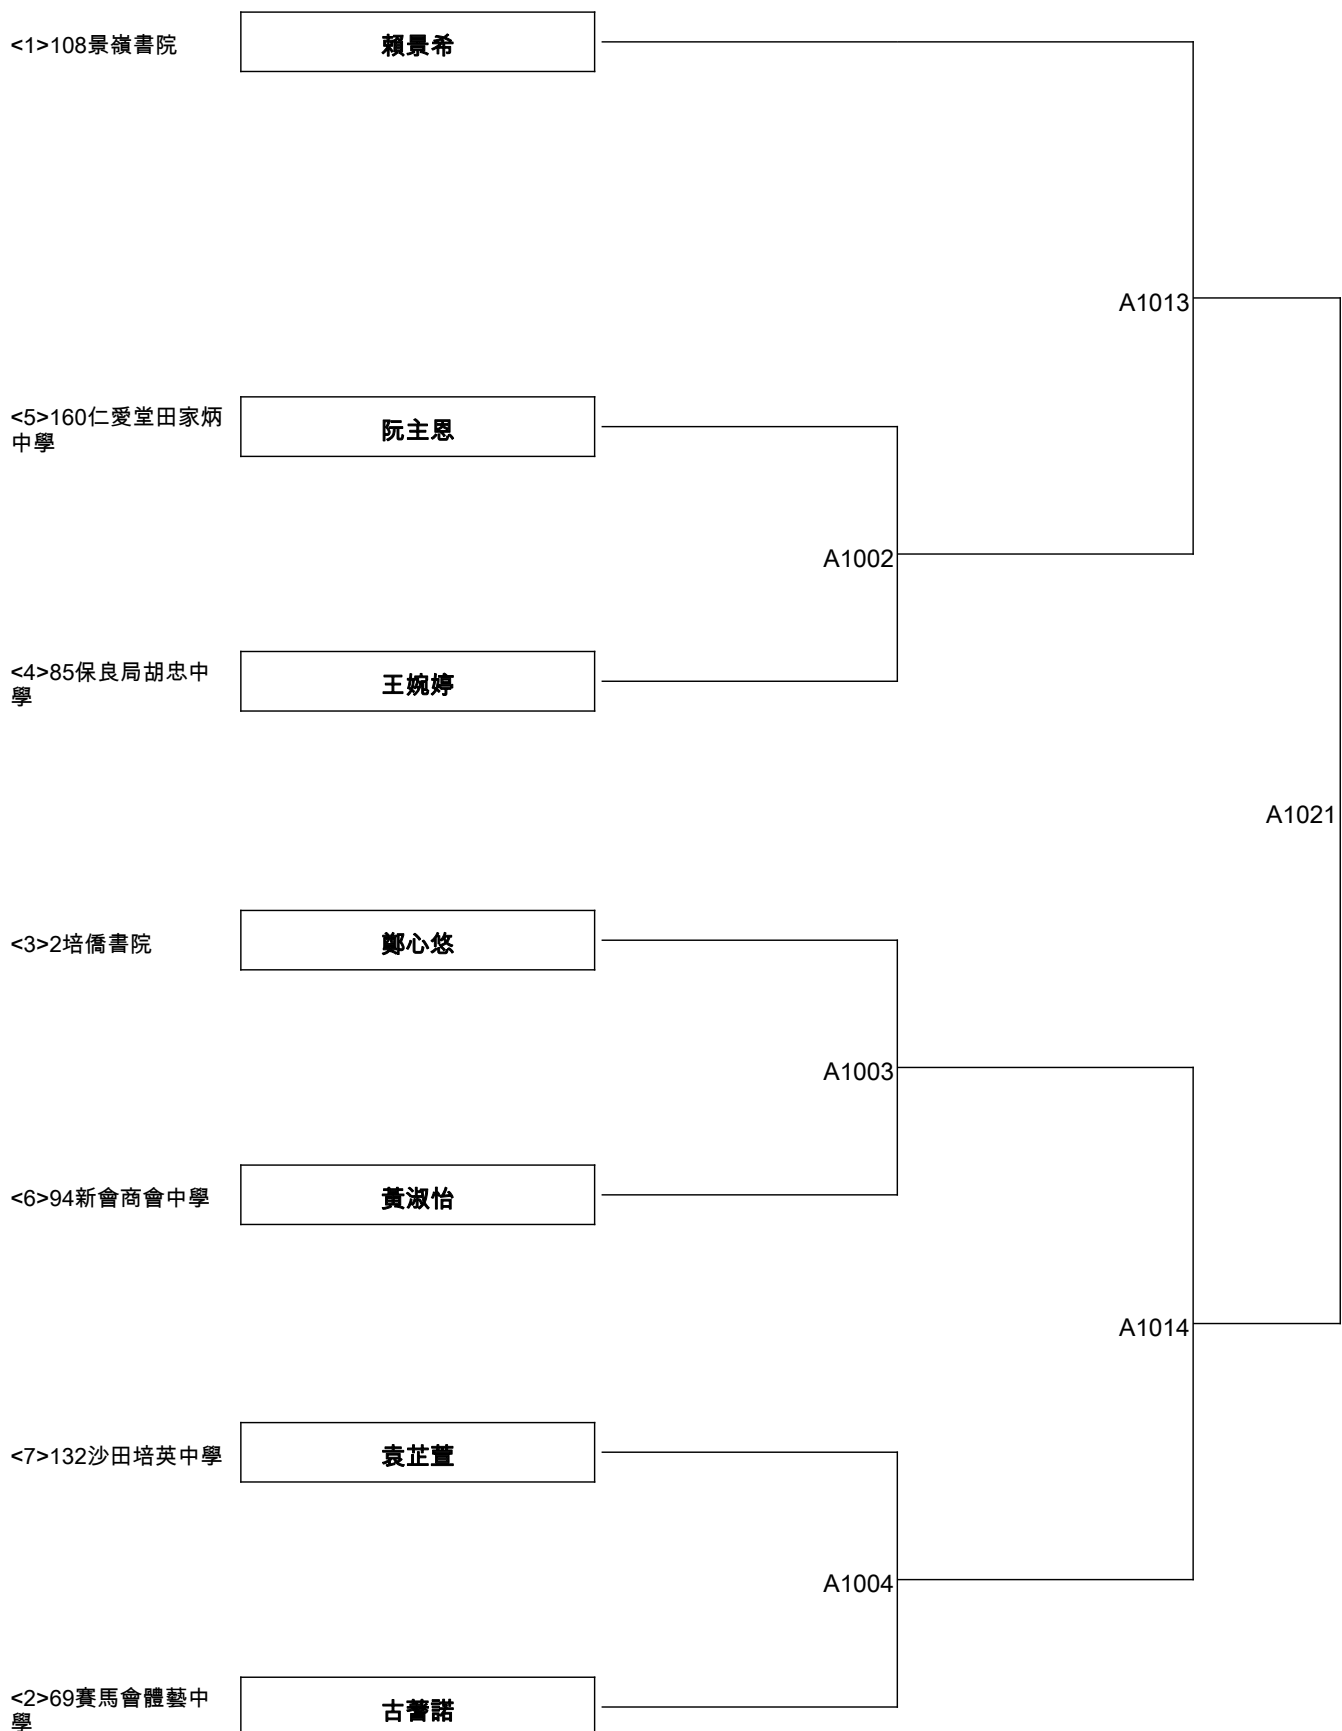 <1>108景嶺書院
賴景希
A1013
<5>160仁愛堂田家炳
中學
阮主恩
A1002
<4>85保良局胡忠中
學
王婉婷
A1021
<3>2培僑書院
鄭心悠
A1003
<6>94新會商會中學
黃淑怡
A1014
<7>132沙田培英中學
袁芷萱
A1004
<2>69賽馬會體藝中
學
古譽諾